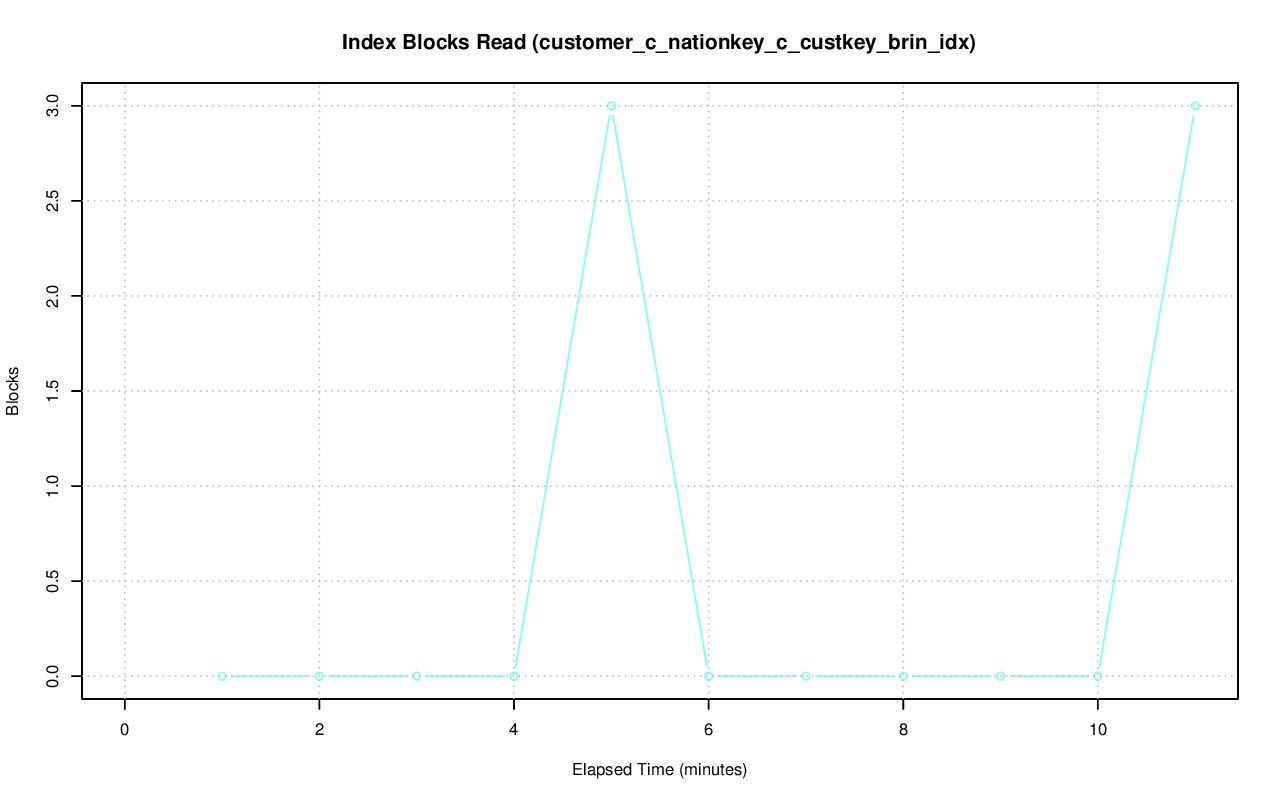 Index Blocks Read (customer_c_nationkey_c_custkey_brin_idx)
3.0
2.5
2.0
1.5
1.0
0.5
0.0
Blocks
0 2 4 6 8 10
Elapsed Time (minutes)